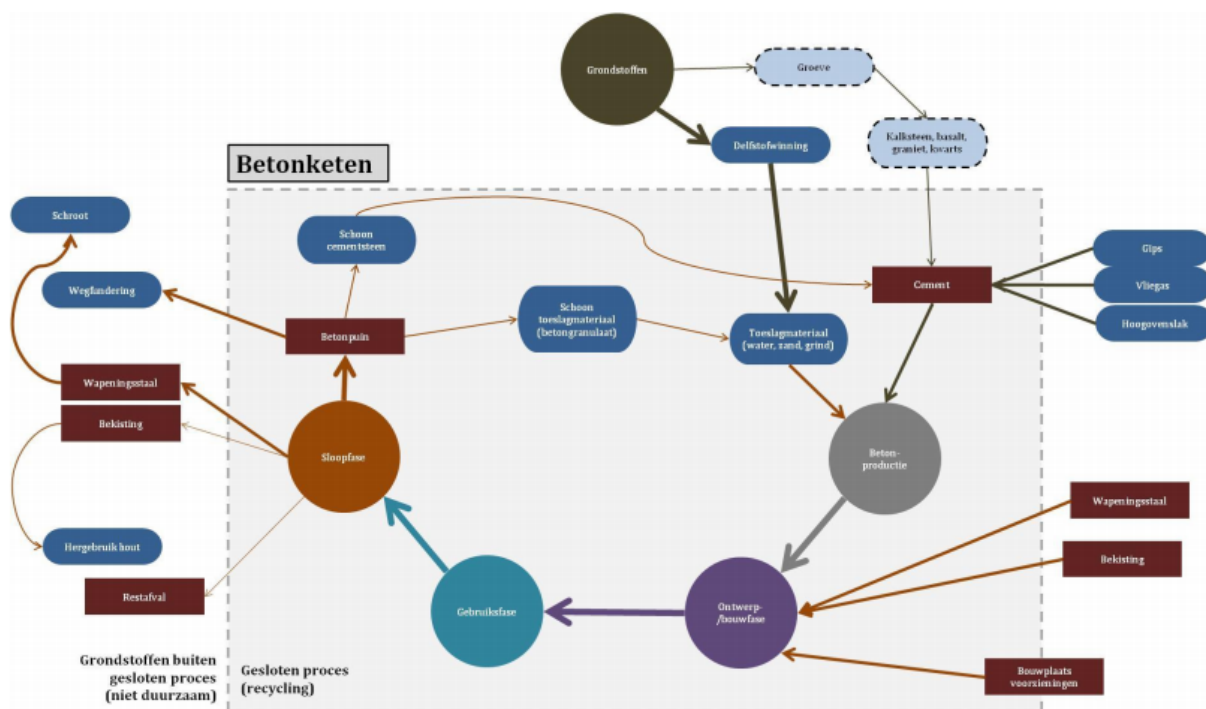 Grondstoffen
Groeve
Kalksteen, basalt,
graniet, kwarts
Delfstofwinning
Betonketen
Schroot
Schoon
cementsteen
Gips
Wegfundering
Cement
Vliegas
Schoon
toeslagmateriaal
(betongranulaat)
Hoogovenslak
Betonpuin
Toeslagmateriaal
(water, zand, grind)
Wapeningsstaal
Bekisting
Sloopfase
Beton-
productie
Wapeningsstaal
Hergebruik hout
Bekisting
Restafval
Gebruiksfase
Ontwerp-
/bouwfase
Grondstoffen buiten
gesloten proces
(niet duurzaam)
Gesloten proces
(recycling)
Bouwplaats
voorzieningen